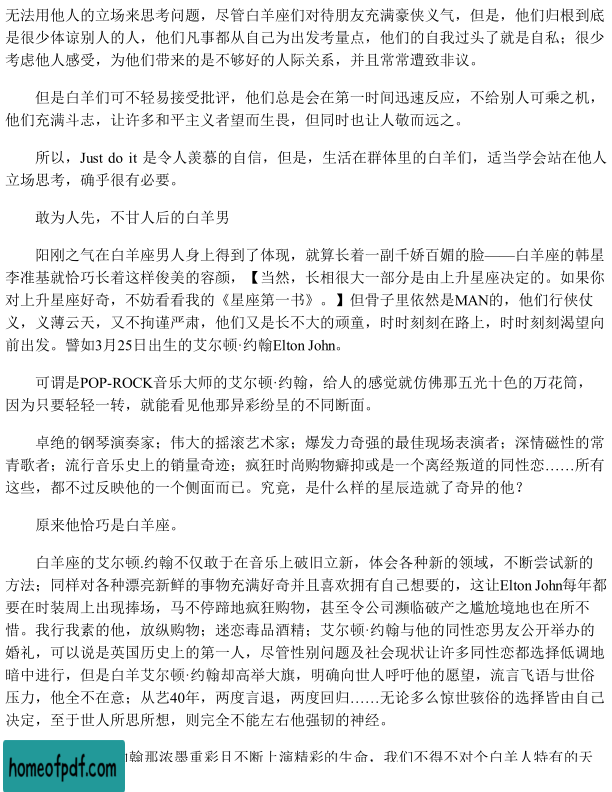 无法用他人的立场来思考问题，尽管白羊座们对待朋友充满豪侠义气，但是，他们归根到底
是很少体谅别人的人，他们凡事都从自己为出发考量点，他们的自我过头了就是自私；很少
考虑他人感受，为他们带来的是不够好的人际关系，并且常常遭致非议。
但是白羊们可不轻易接受批评，他们总是会在第一时间迅速反应，不给别人可乘之机，
他们充满斗志，让许多和平主义者望而生畏，但同时也让人敬而远之。
所以，Just do it 是令人羡慕的自信，但是，生活在群体里的白羊们，适当学会站在他人
立场思考，确乎很有必要。
敢为人先，不甘人后的白羊男
阳刚之气在白羊座男人身上得到了体现，就算长着一副千娇百媚的脸——白羊座的韩星
李准基就恰巧长着这样俊美的容颜，【当然，长相很大一部分是由上升星座决定的。如果你
对上升星座好奇，不妨看看我的《星座第一书》。】但骨子里依然是MAN的，他们行侠仗
义，义薄云天，又不拘谨严肃，他们又是长不大的顽童，时时刻刻在路上，时时刻刻渴望向
前出发。譬如3月25日出生的艾尔顿·约翰Elton John。
可谓是POP-ROCK音乐大师的艾尔顿·约翰，给人的感觉就仿佛那五光十色的万花筒，
因为只要轻轻一转，就能看见他那异彩纷呈的不同断面。
卓绝的钢琴演奏家；伟大的摇滚艺术家；爆发力奇强的最佳现场表演者；深情磁性的常
青歌者；流行音乐史上的销量奇迹；疯狂时尚购物癖抑或是一个离经叛道的同性恋……所有
这些，都不过反映他的一个侧面而已。究竟，是什么样的星辰造就了奇异的他？
原来他恰巧是白羊座。
白羊座的艾尔顿.约翰不仅敢于在音乐上破旧立新，体会各种新的领域，不断尝试新的
方法；同样对各种漂亮新鲜的事物充满好奇并且喜欢拥有自己想要的，这让Elton John每年都
要在时装周上出现捧场，马不停蹄地疯狂购物，甚至令公司濒临破产之尴尬境地也在所不
惜。我行我素的他，放纵购物；迷恋毒品酒精；艾尔顿·约翰与他的同性恋男友公开举办的
婚礼，可以说是英国历史上的第一人，尽管性别问题及社会现状让许多同性恋都选择低调地
暗中进行，但是白羊艾尔顿·约翰却高举大旗，明确向世人呼吁他的愿望，流言飞语与世俗
压力，他全不在意；从艺40年，两度言退，两度回归……无论多么惊世骇俗的选择皆由自己
决定，至于世人所思所想，则完全不能左右他强韧的神经。
翰那浓墨重彩且不断上演精彩的生命，我们不得不对个白羊人特有的天
homeofpdf.com